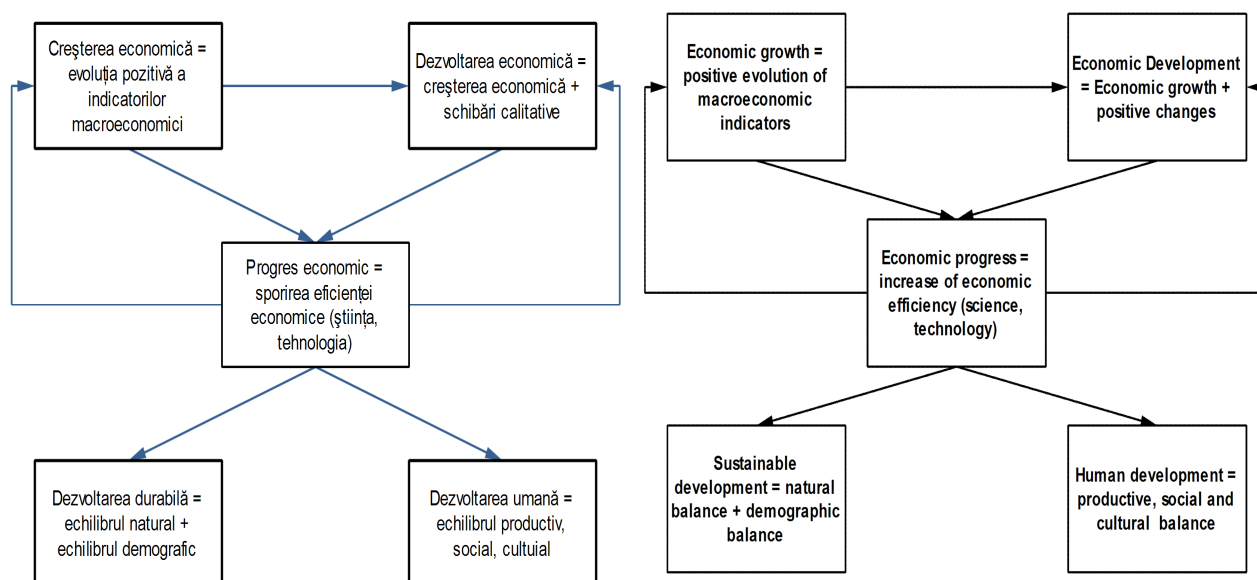 Creşterea economică =
evoluția pozitivă a
indicatorilor
macroeconomici
Dezvoltarea economică =
creşterea economică +
schibări calitative
Progres economic =
sporirea eficienței
economice (ştiința,
tehnologia)
Dezvoltarea durabilă =
echilibrul natural +
echilibrul demografic
Dezvoltarea umană =
echilibrul productiv,
social, cultuial
Economic growth =
positive evolution of
macroeconomic
indicators
Economic Development
= Economic growth +
positive changes
Economic progress =
increase of economic
efficiency (science,
technology)
Sustainable
development = natural
balance + demographic
balance
Human development =
productive, social and
cultural balance